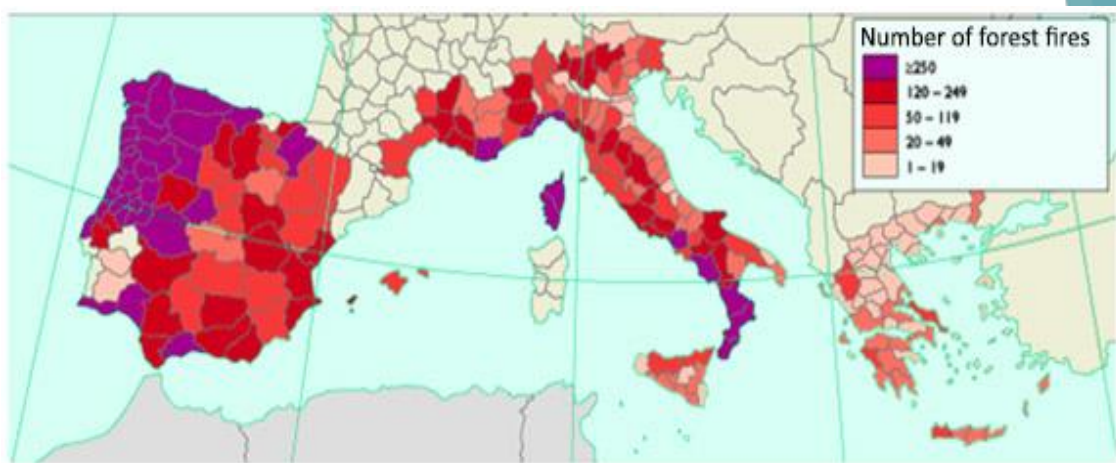 Number of forest fires
≥250
120 – 249
50 – 119
20 – 49
1 – 19